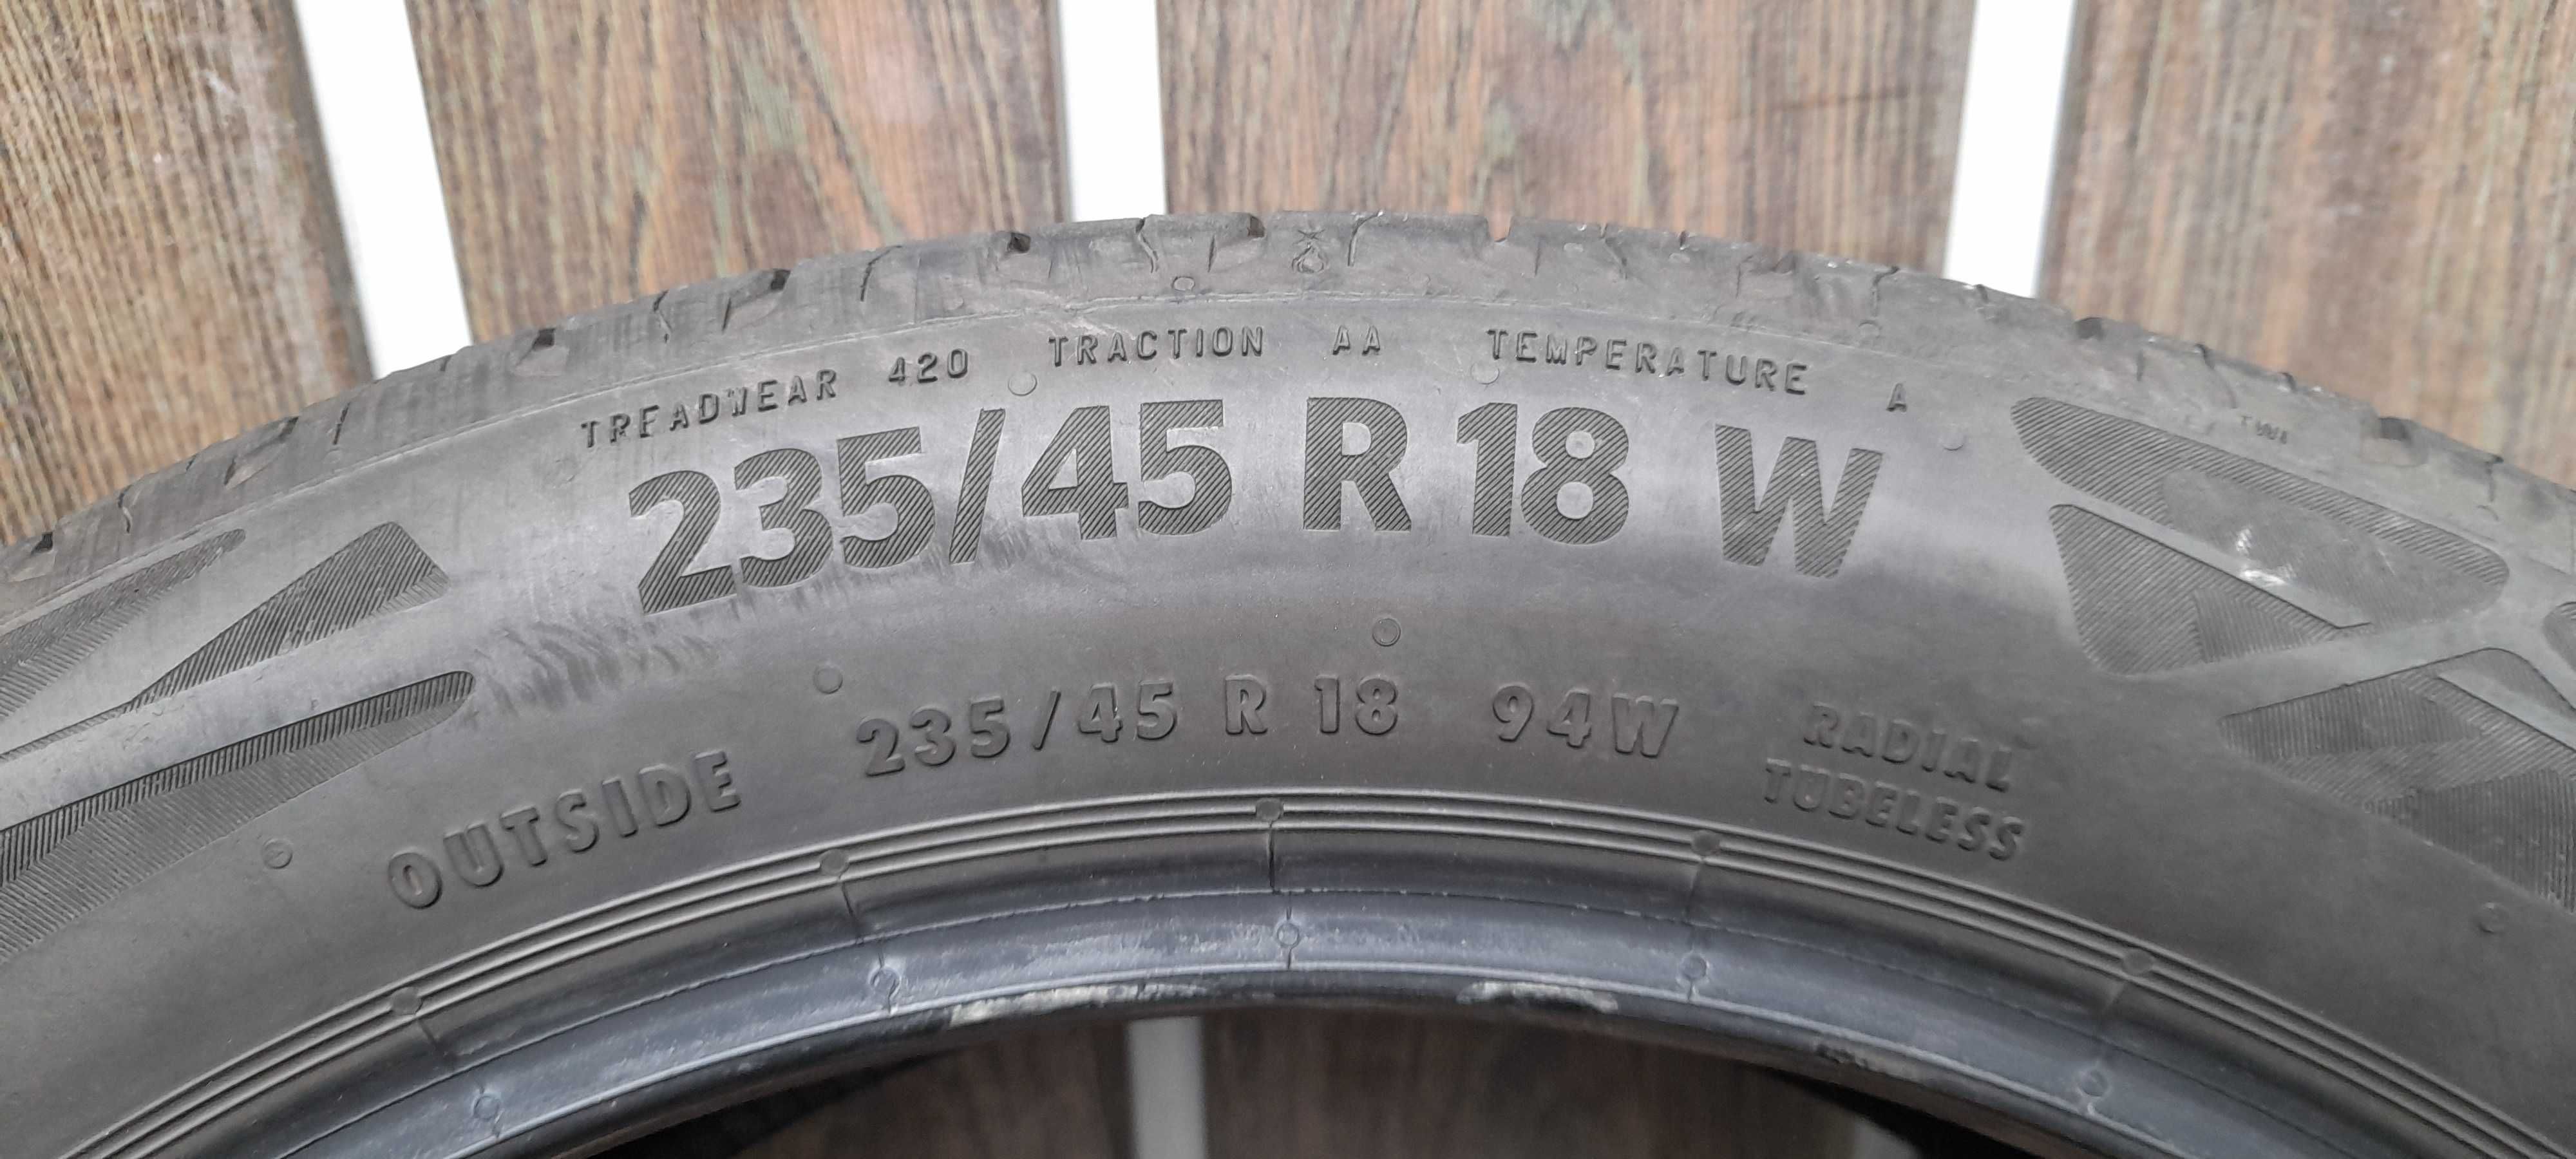 TREADWEAR 420 TRACTION AA TEMPERATURE A
235/45 R 18 W
TWI
OUTSIDE 235/45 R 18 94W RADIAL
TUBELESS